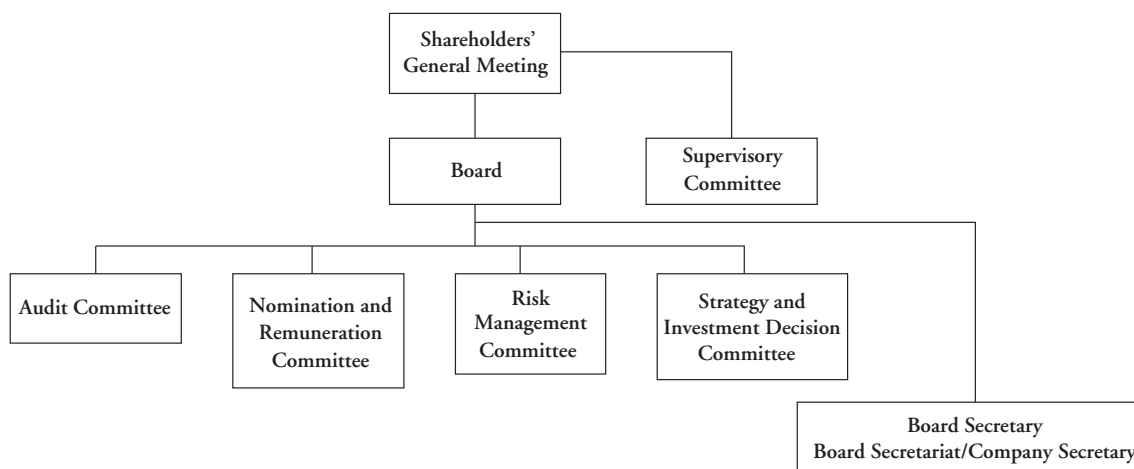 Shareholders’
General Meeting
Board
Supervisory
Committee
Audit Committee
Nomination and
Remuneration
Committee
Risk
Management
Committee
Strategy and
Investment Decision
Committee
Board Secretary
Board Secretariat/Company Secretary